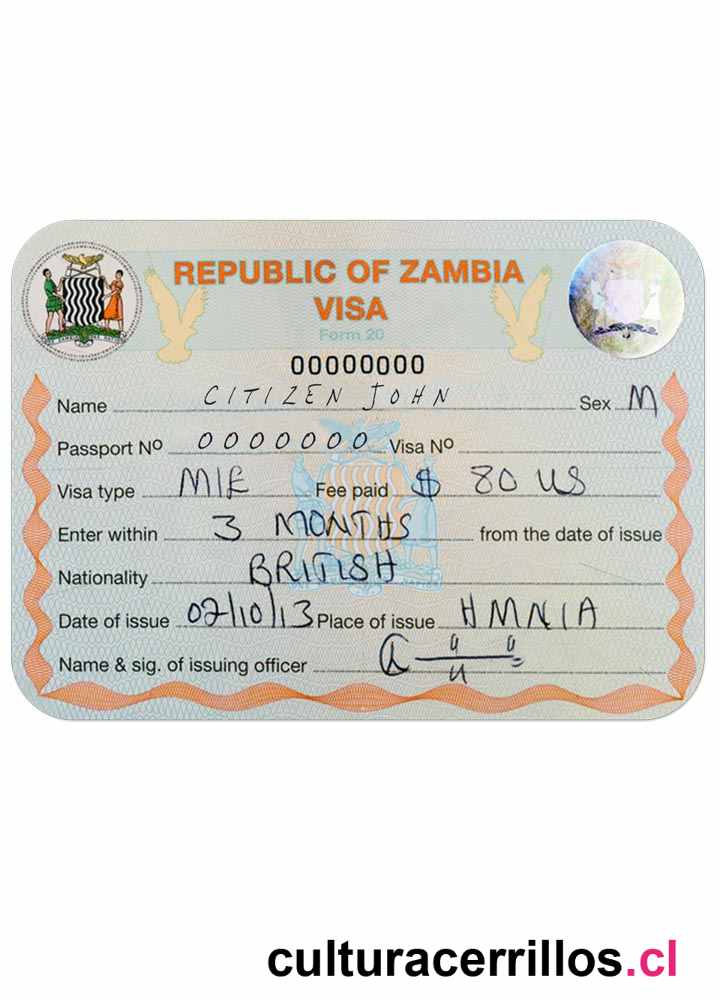 REPUBLIC OF ZAMBIA
VISA
Form 20
00000000
Name CITIZEN JOHN Sex M
Passport Nº 0000000 Visa Nº
Visa type MIE Fee paid $ 80 US
Enter within 3 MONTHS from the date of issue
Nationality BRITISH
Date of issue 02/10/13 Place of issue HMNIA
Name & sig. of issuing officer
culturacerrillos.cl